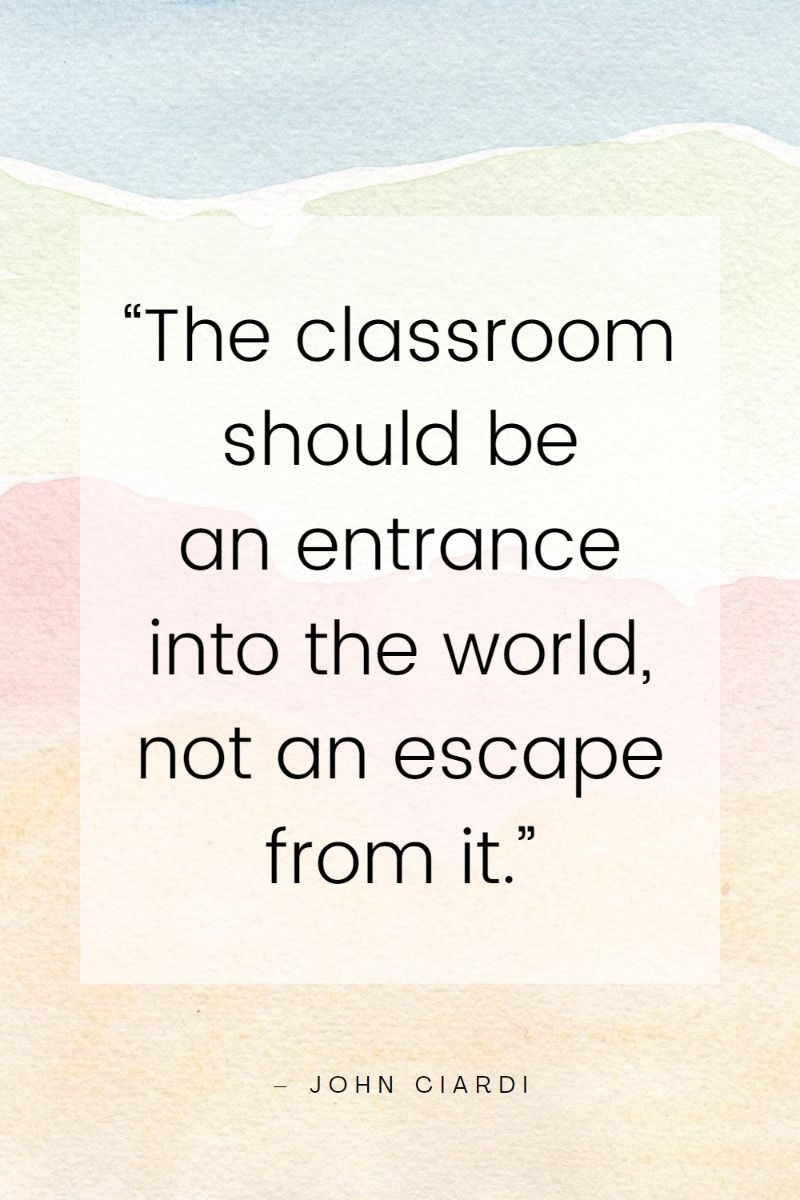 “The classroom
should be
an entrance
into the world,
not an escape
from it.”
– JOHN CIARDI